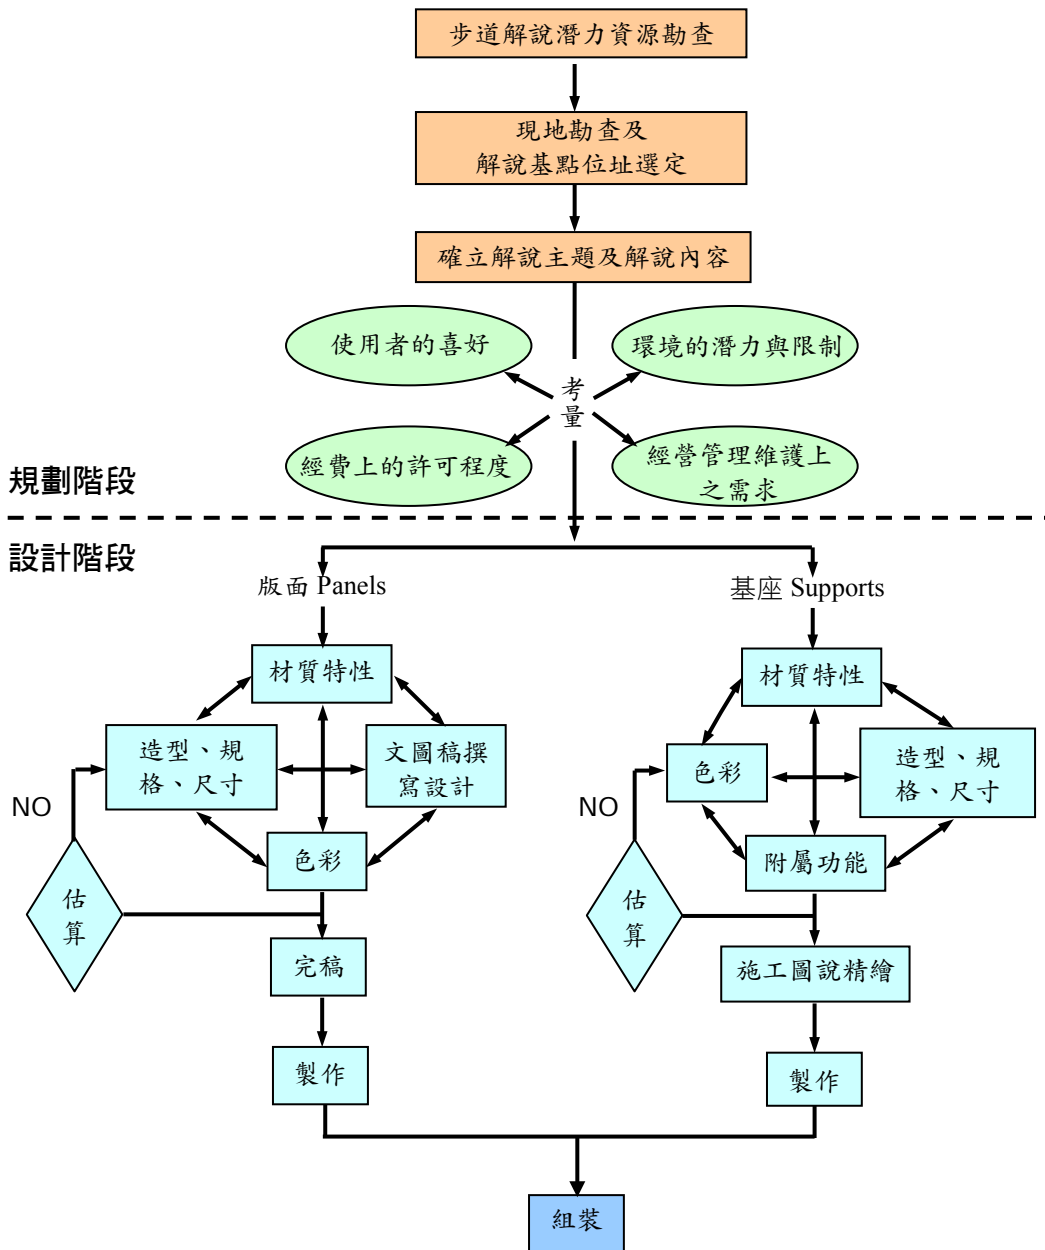 步道解說潛力資源勘查
現地勘查及
解說基點位址選定
確立解說主題及解說內容
使用者的喜好
環境的潛力與限制
考
量
經費上的許可程度
經營管理維護上
之需求
規劃階段
設計階段
版面 Panels
基座 Supports
材質特性
造型、規
格、尺寸
文圖稿撰
寫設計
色彩
NO
估
算
完稿
製作
材質特性
色彩
造型、規
格、尺寸
附屬功能
NO
估
算
施工圖說精繪
製作
組裝